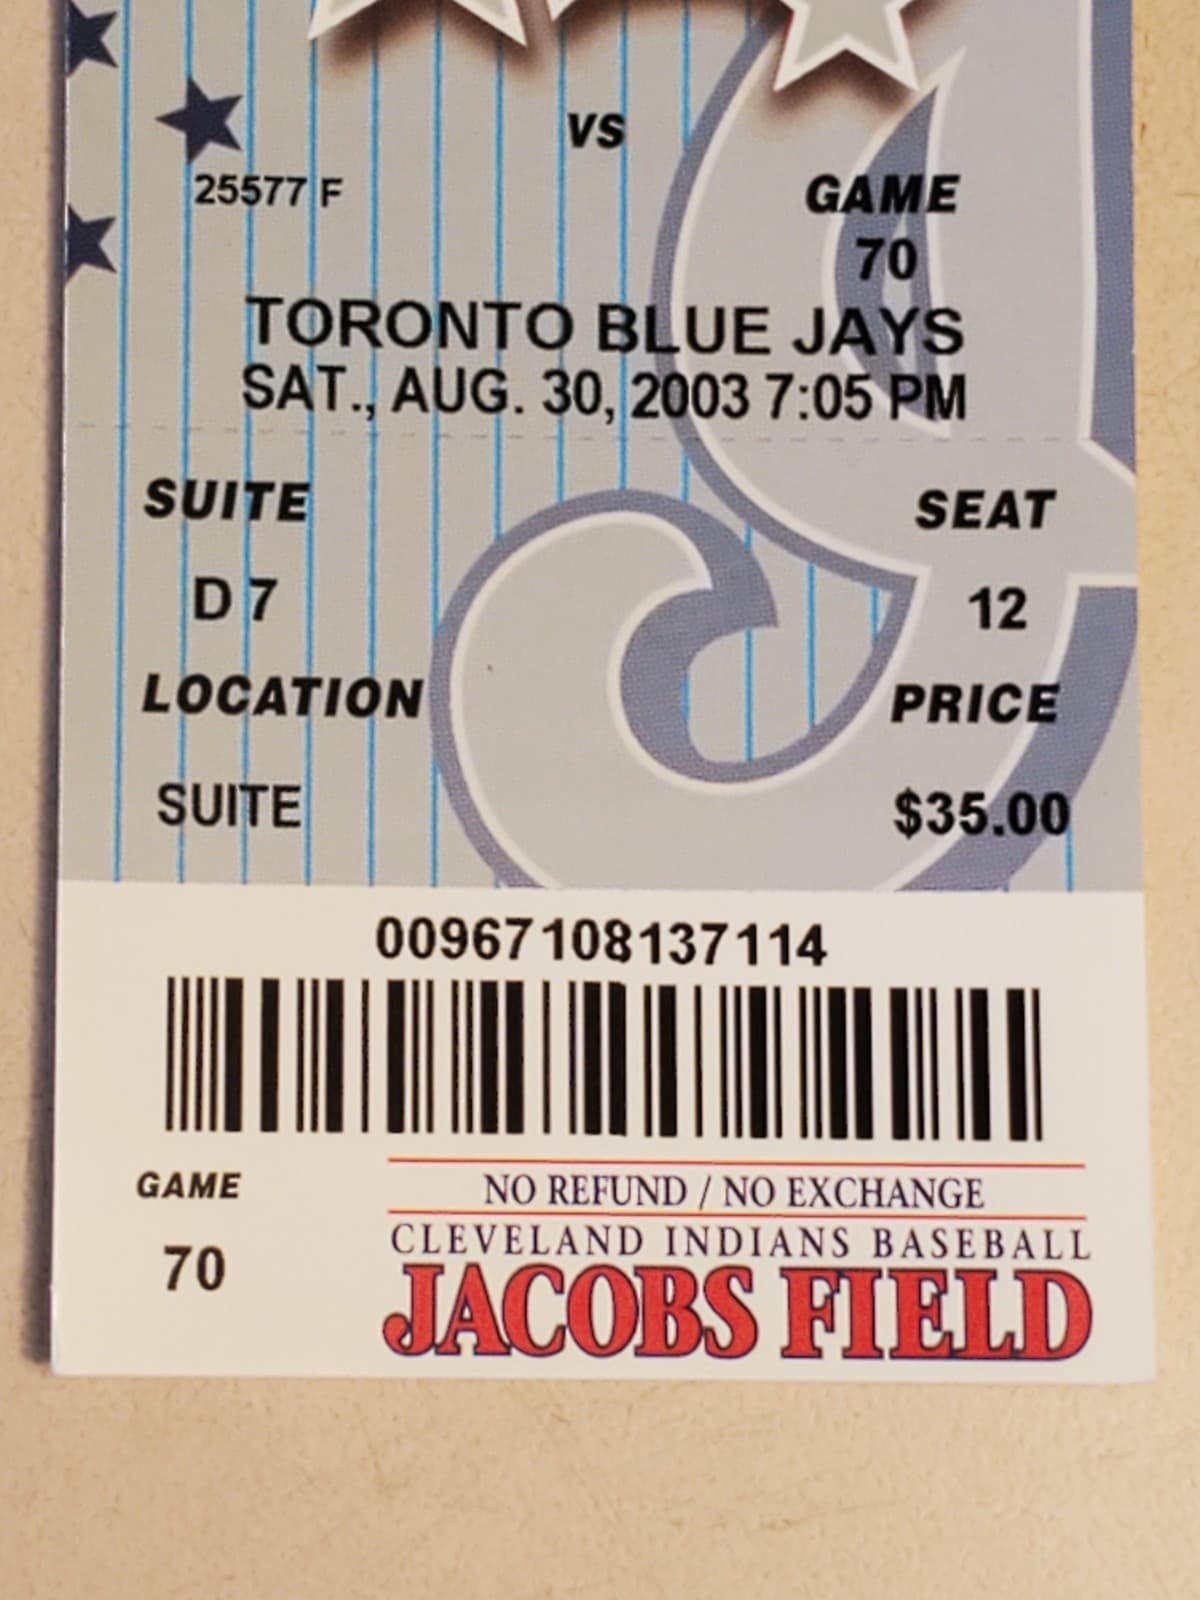 VS
25577 F
GAME
70
TORONTO BLUE JAYS
SAT., AUG. 30, 2003 7:05 PM
SUITE
SEAT
D 7
12
LOCATION
PRICE
SUITE
$35.00
00967108137114
GAME
70
NO REFUND / NO EXCHANGE
CLEVELAND INDIANS BASEBALL
JACOBS FIELD